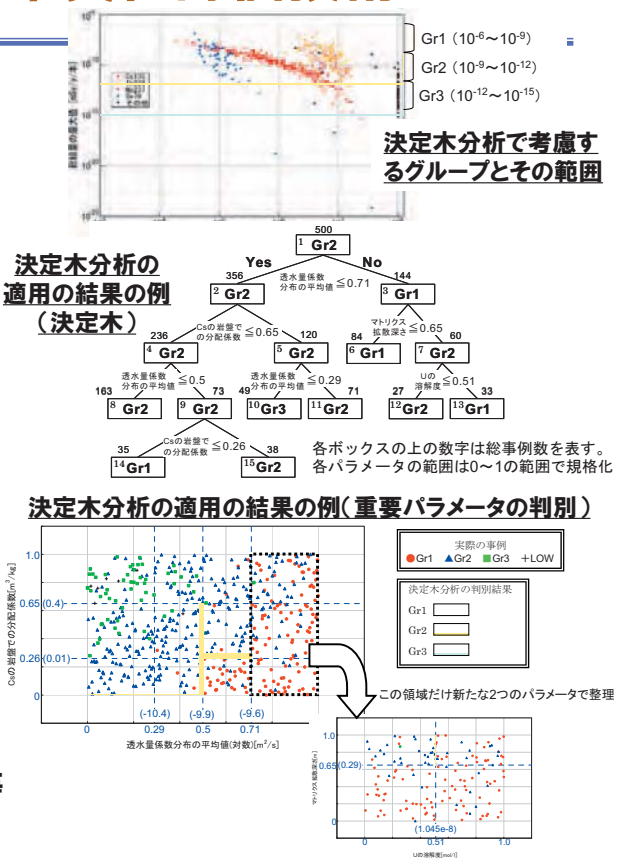 Gr1（10⁻⁶～10⁻⁹）
Gr2（10⁻⁹～10⁻¹²）
Gr3（10⁻¹²～10⁻¹⁵）
決定木分析で考慮す
るグループとその範囲
決定木分析の
適用の結果の例
（決定木）
500
1 Gr2
Yes
No
透水量係数
分布の平均値 ≦0.71
356
2 Gr2
144
3 Gr1
Csの岩盤で
の分配係数 ≦0.65
マトリクス
拡散深さ ≦0.65
236
4 Gr2
120
5 Gr2
84
6 Gr1
60
7 Gr2
透水量係数
分布の平均値 ≦0.5
透水量係数
分布の平均値 ≦0.29
Uの
溶解度 ≦0.51
163
8 Gr2
73
9 Gr2
49
10 Gr3
71
11 Gr2
27
12 Gr2
33
13 Gr1
Csの岩盤で
の分配係数 ≦0.26
35
14 Gr1
38
15 Gr2
各ボックスの上の数字は総事例数を表す。
各パラメータの範囲は0～1の範囲で規格化
決定木分析の適用の結果の例（重要パラメータの判別）
実際の事例
Gr1 Gr2 Gr3 +LOW
決定木分析の判別結果
Gr1
Gr2
Gr3
Csの岩盤での分配係数[m³/kg]
1.0
0.65(0.4)
0.26(0.01)
0
(-10.4) (-9.9) (-9.6)
0 0.29 0.5 0.71
透水量係数分布の平均値(対数)[m²/s]
この領域だけ新たな2つのパラメータで整理
マトリクス拡散深さ[m]
1.0
0.65(0.29)
0
(1.045e-8)
0 0.51 1.0
Uの溶解度[mol/l]